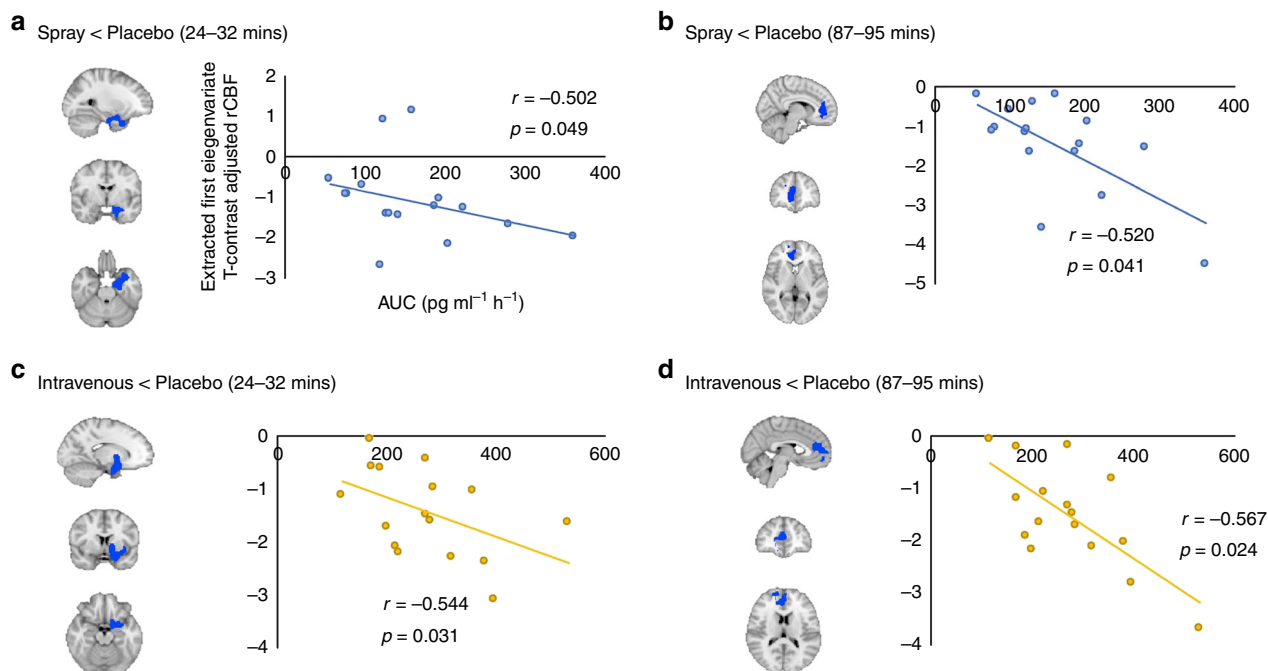 a Spray < Placebo (24–32 mins)
Extracted first eiegenvariate
T-contrast adjusted rCBF
2
1
0
–1
–2
–3
0 100 200 300 400
r = –0.502
p = 0.049
AUC (pg ml⁻¹ h⁻¹)
b Spray < Placebo (87–95 mins)
0
–1
–2
–3
–4
–5
0 100 200 300 400
r = –0.520
p = 0.041
c Intravenous < Placebo (24–32 mins)
0
–1
–2
–3
–4
0 200 400 600
r = –0.544
p = 0.031
d Intravenous < Placebo (87–95 mins)
0
–1
–2
–3
–4
0 200 400 600
r = –0.567
p = 0.024